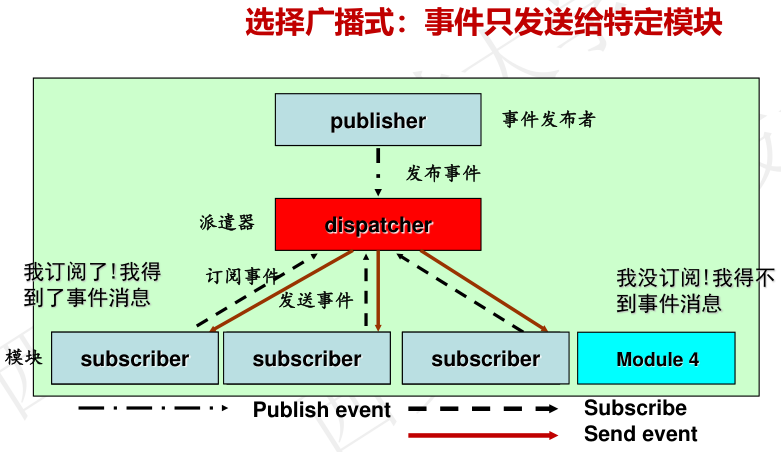 选择广播式：事件只发送给特定模块
publisher
事件发布者
发布事件
派遣器
dispatcher
我订阅了!我得
到了事件消息
订阅事件
发送事件
我没订阅!我得不
到事件消息
模块
subscriber
subscriber
subscriber
Module 4
Publish event
Subscribe
Send event